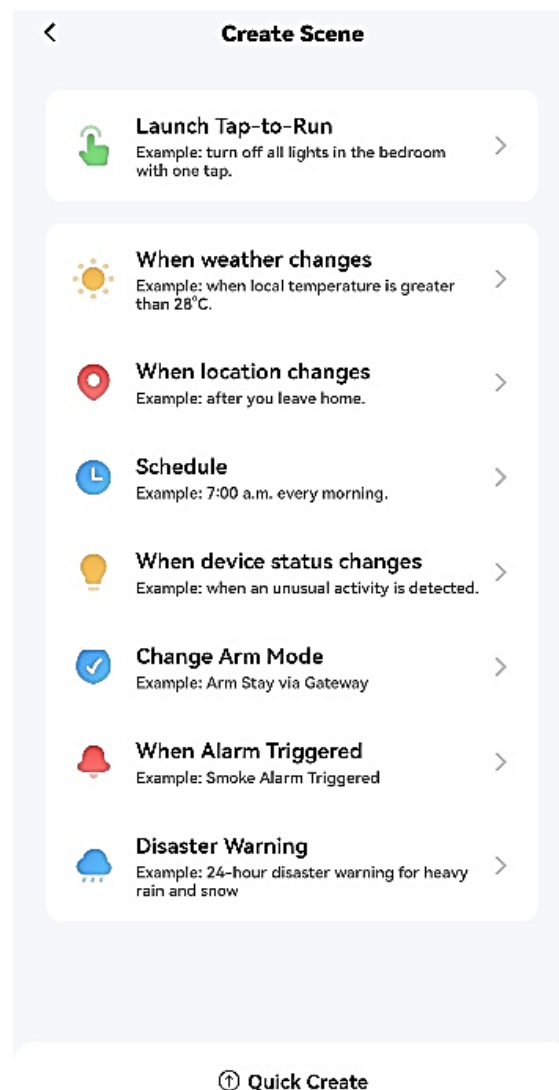 Create Scene
Launch Tap-to-Run
Example: turn off all lights in the bedroom
with one tap.
When weather changes
Example: when local temperature is greater
than 28°C.
When location changes
Example: after you leave home.
Schedule
Example: 7:00 a.m. every morning.
When device status changes
Example: when an unusual activity is detected.
Change Arm Mode
Example: Arm Stay via Gateway
When Alarm Triggered
Example: Smoke Alarm Triggered
Disaster Warning
Example: 24-hour disaster warning for heavy
rain and snow
Quick Create